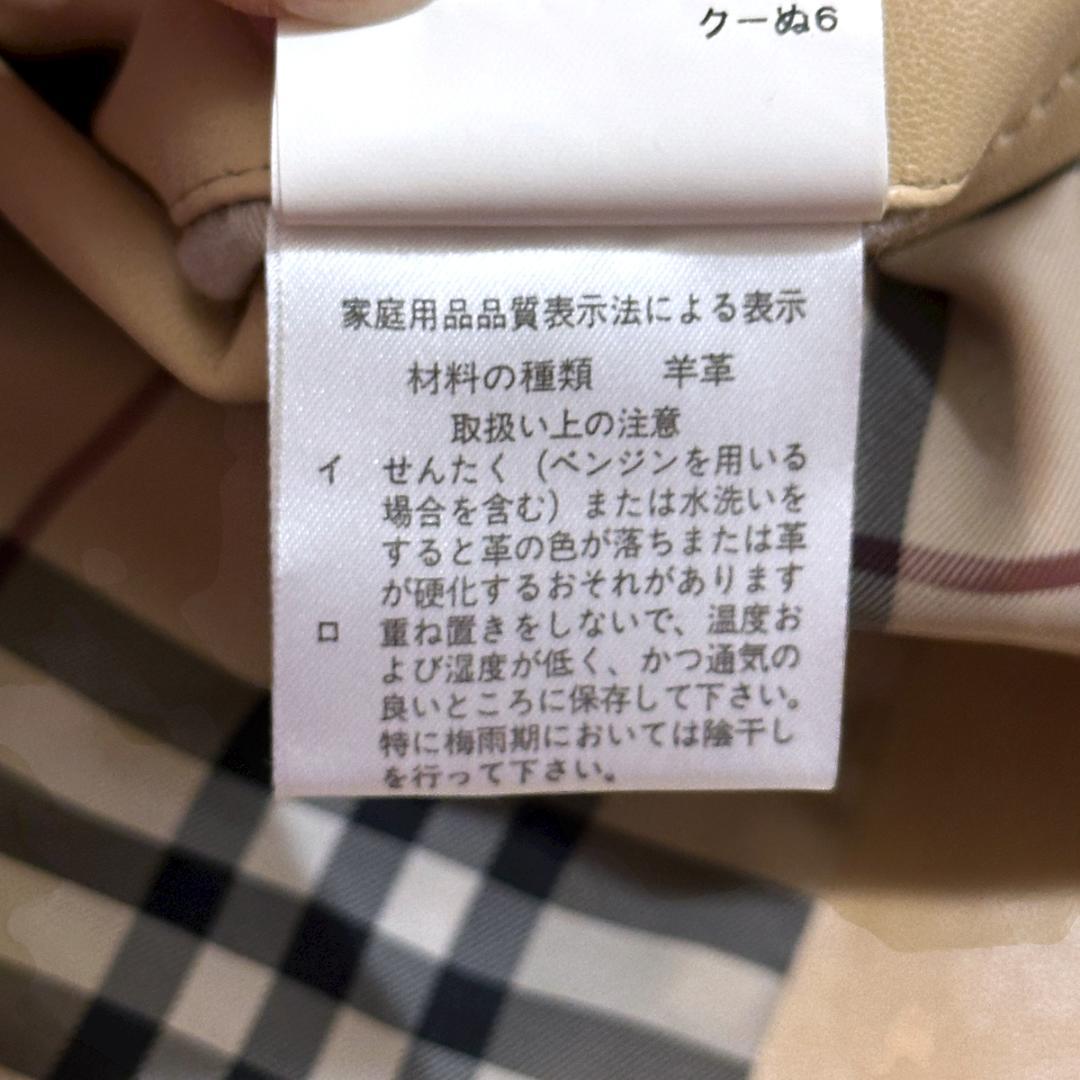 クーぬ6
家庭用品品質表示法による表示
材料の種類 羊革
取扱い上の注意
イ せんたく (ベンジンを用いる
場合を含む) または水洗いを
すると革の色が落ちまたは革
が硬化するおそれがあります
ロ 重ね置きをしないで、温度お
よび湿度が低く、かつ通気の
良いところに保存して下さい。
特に梅雨期においては陰干し
を行って下さい。